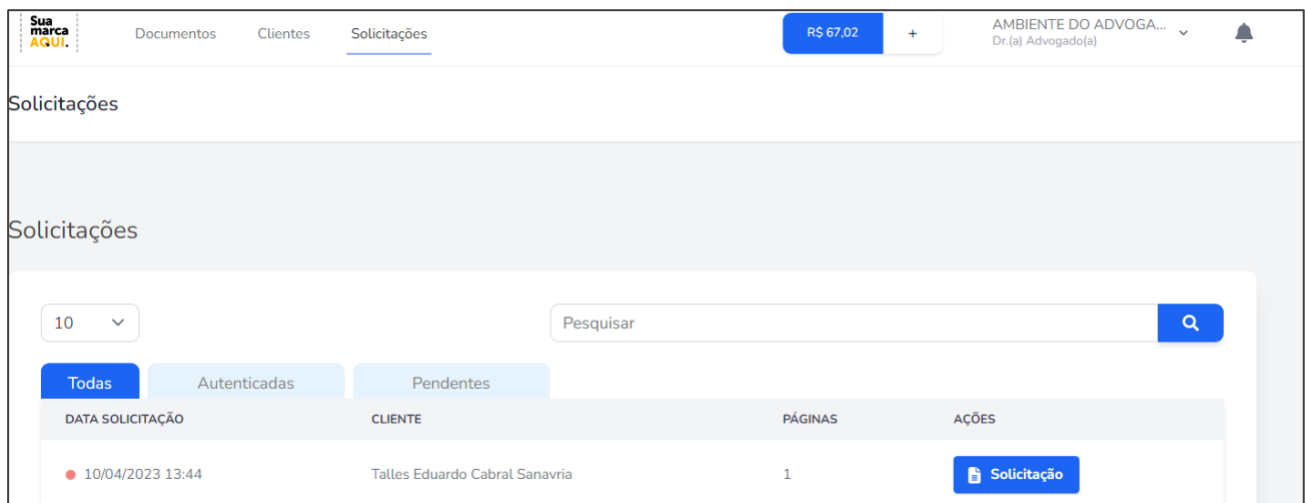 Sua
marca
AQUI.
Documentos Clientes Solicitações R$ 67,02 + AMBIENTE DO ADVOGA...
Dr.(a) Advogado(a)
Solicitações
Solicitações
10 Pesquisar
Todas Autenticadas Pendentes
DATA SOLICITAÇÃO CLIENTE PÁGINAS AÇÕES
10/04/2023 13:44 Talles Eduardo Cabral Sanavria 1 Solicitação